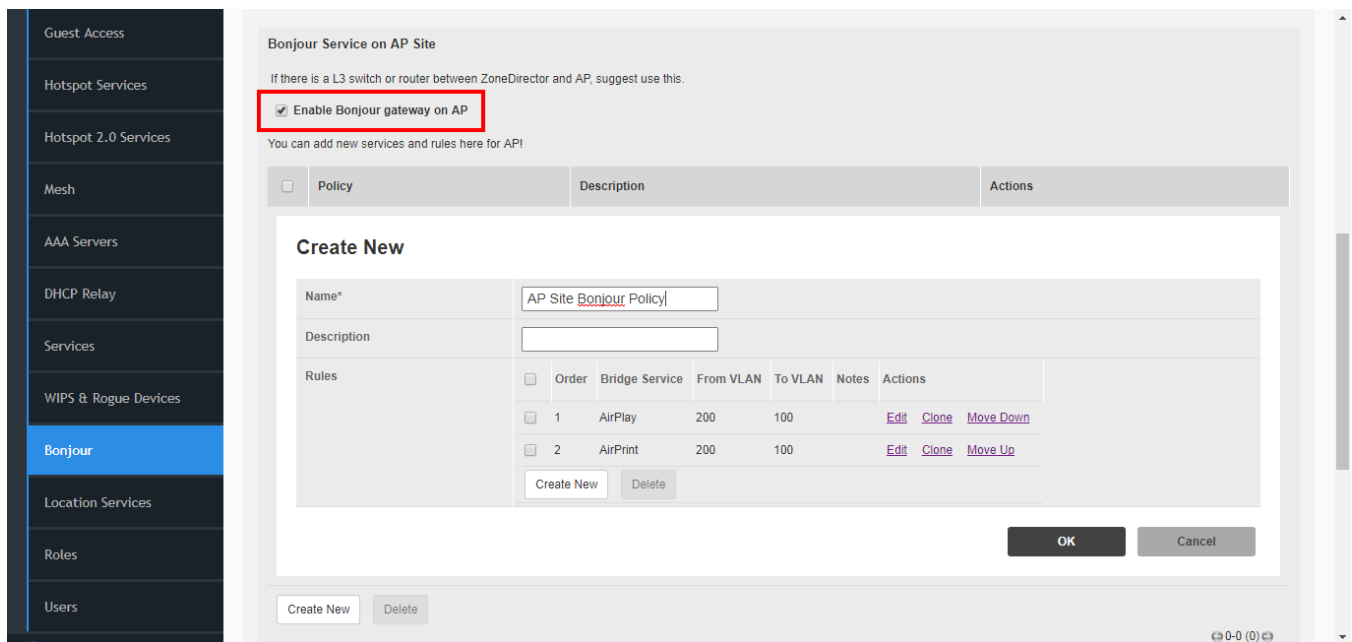 Guest Access
Hotspot Services
Hotspot 2.0 Services
Mesh
AAA Servers
DHCP Relay
Services
WIPS & Rogue Devices
Bonjour
Location Services
Roles
Users
Bonjour Service on AP Site
If there is a L3 switch or router between ZoneDirector and AP, suggest use this.
Enable Bonjour gateway on AP
You can add new services and rules here for AP!
Policy Description Actions
Create New
Name* AP Site Bonjour Policy
Description
Rules
Order Bridge Service From VLAN To VLAN Notes Actions
1 AirPlay 200 100 Edit Clone Move Down
2 AirPrint 200 100 Edit Clone Move Up
Create New Delete
OK Cancel
Create New Delete
0-0 (0)